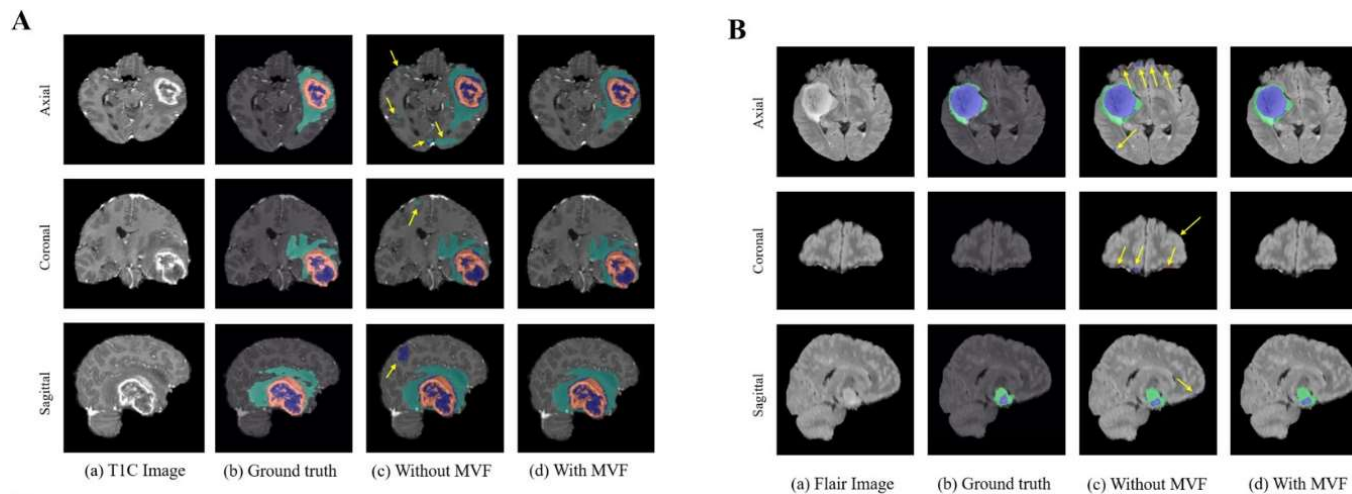 A
Axial
Coronal
Sagittal
(a) T1C Image
(b) Ground truth
(c) Without MVF
(d) With MVF
B
Axial
Coronal
Sagittal
(a) Flair Image
(b) Ground truth
(c) Without MVF
(d) With MVF